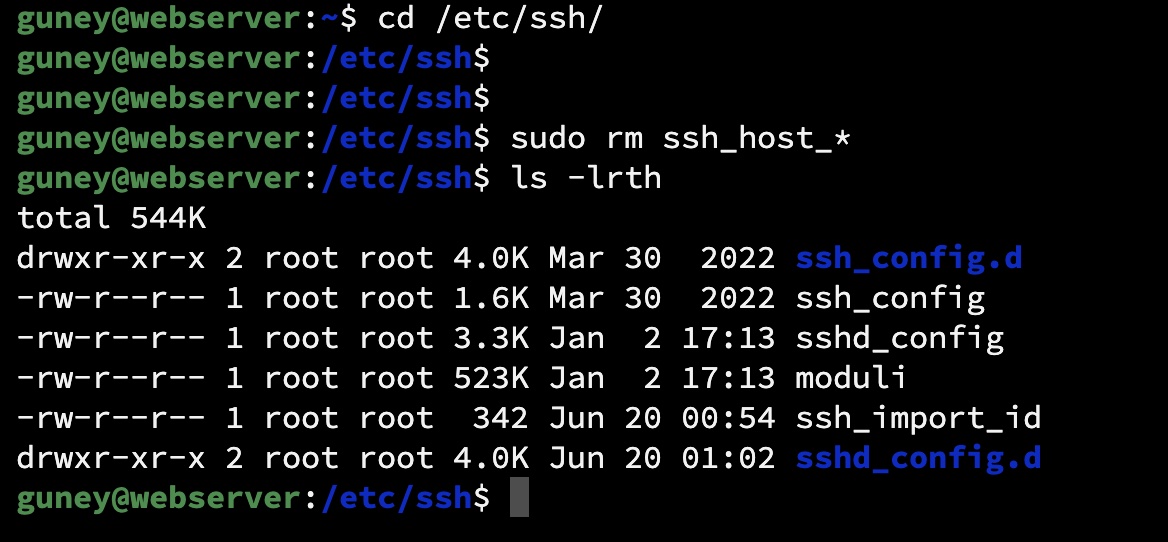 guney@webserver:~$ cd /etc/ssh/
guney@webserver:/etc/ssh$
guney@webserver:/etc/ssh$
guney@webserver:/etc/ssh$ sudo rm ssh_host_*
guney@webserver:/etc/ssh$ ls -lrth
total 544K
drwxr-xr-x 2 root root 4.0K Mar 30  2022 ssh_config.d
-rw-r--r-- 1 root root 1.6K Mar 30  2022 ssh_config
-rw-r--r-- 1 root root 3.3K Jan  2 17:13 sshd_config
-rw-r--r-- 1 root root 523K Jan  2 17:13 moduli
-rw-r--r-- 1 root root  342 Jun 20 00:54 ssh_import_id
drwxr-xr-x 2 root root 4.0K Jun 20 01:02 sshd_config.d
guney@webserver:/etc/ssh$